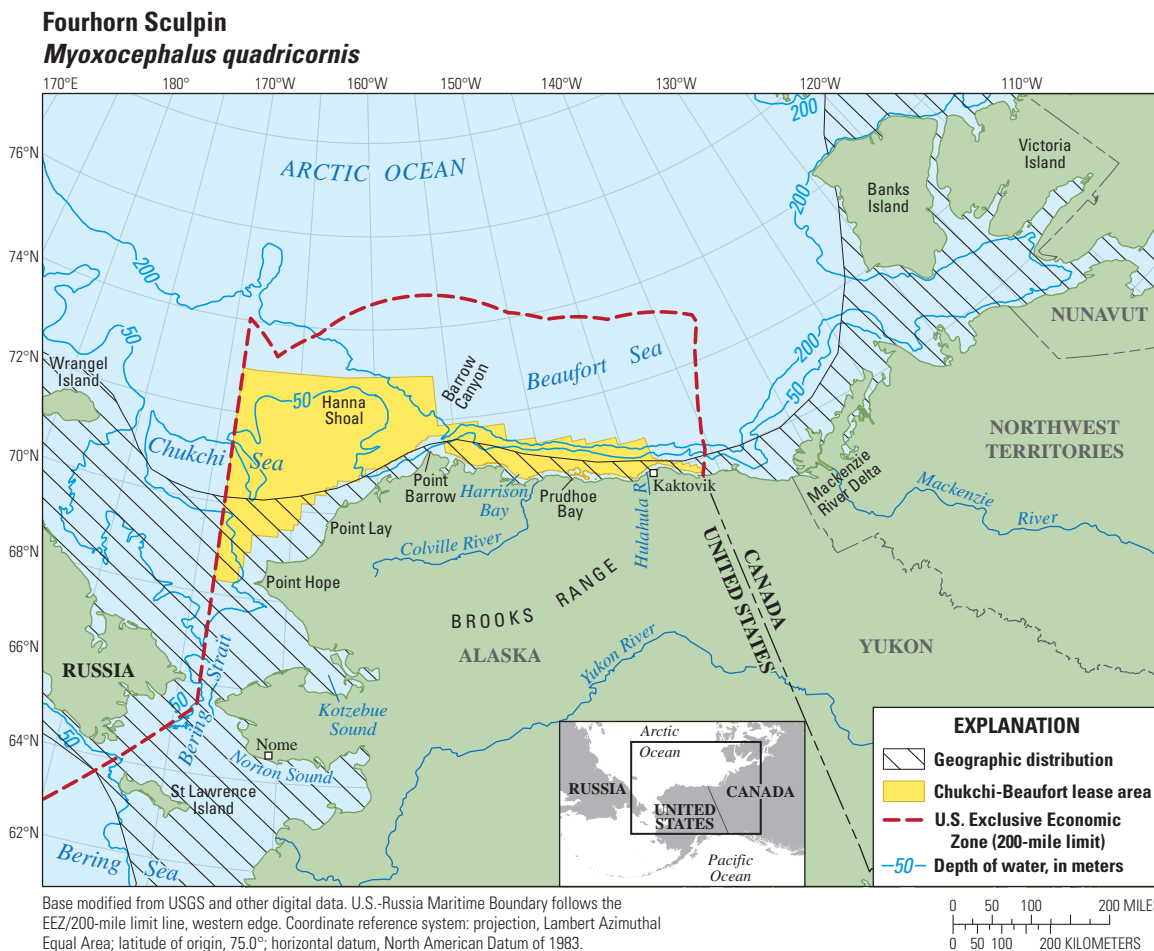 Fourhorn Sculpin
Myoxocephalus quadricornis
170°E
180°
170°W
160°W
150°W
140°W
130°W
120°W
110°W
76°N
74°N
72°N
70°N
68°N
66°N
64°N
62°N
ARCTIC OCEAN
200
200
200
200
Victoria
Island
Banks
Island
NUNAVUT
50
Wrangel
Island
Beaufort Sea
Barrow
Canyon
50
Hanna
Shoal
50
Chukchi Sea
NORTHWEST
TERRITORIES
Point
Barrow
Harrison
Bay
Prudhoe
Bay
Kaktovik
Hulahula R
Mackenzie
River Delta
Mackenzie
River
Point Lay
Colville River
Point Hope
BROOKS RANGE
CANADA
UNITED STATES
ALASKA
YUKON
Yukon River
RUSSIA
Bering Strait
50
50
Kotzebue
Sound
Nome
Norton Sound
St Lawrence
Island
Bering Sea
Arctic
Ocean
RUSSIA
CANADA
UNITED
STATES
Pacific
Ocean
EXPLANATION
Geographic distribution
Chukchi-Beaufort lease area
U.S. Exclusive Economic
Zone (200-mile limit)
50 Depth of water, in meters
Base modified from USGS and other digital data. U.S.-Russia Maritime Boundary follows the
EEZ/200-mile limit line, western edge. Coordinate reference system: projection, Lambert Azimuthal
Equal Area; latitude of origin, 75.0°; horizontal datum, North American Datum of 1983.
0 50 100 200 MILES
0 50 100 200 KILOMETERS